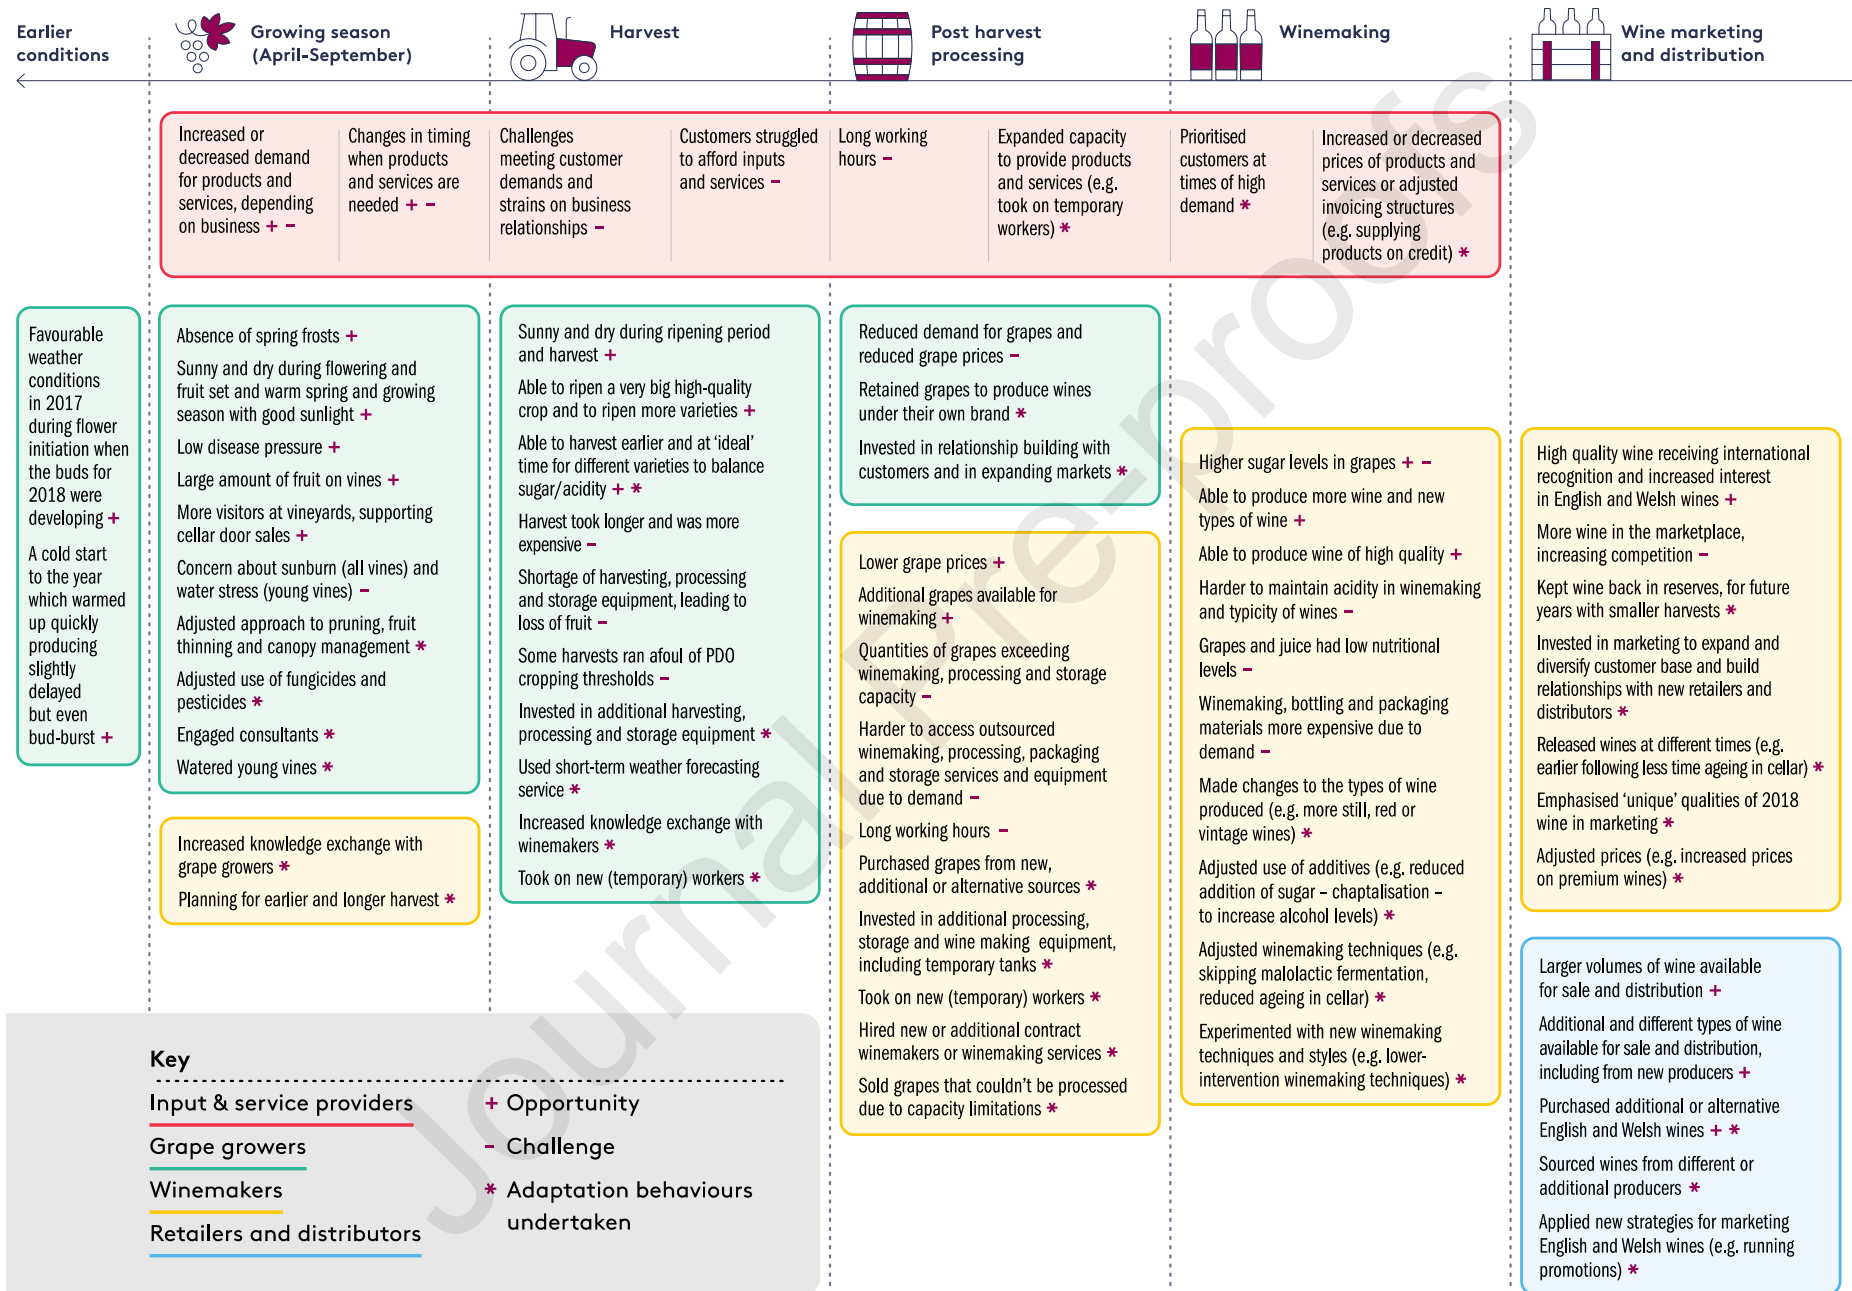 Earlier
conditions
Growing season
(April-September)
Harvest
Post harvest
processing
Winemaking
Wine marketing
and distribution
Increased or
decreased demand
for products and
services, depending
on business + -
Changes in timing
when products
and services are
needed + -
Challenges
meeting customer
demands and
strains on business
relationships -
Customers struggled
to afford inputs
and services -
Long working
hours -
Expanded capacity
to provide products
and services (e.g.
took on temporary
workers) *
Prioritised
customers at
times of high
demand *
Increased or decreased
prices of products and
services or adjusted
invoicing structures
(e.g. supplying
products on credit) *
Favourable
weather
conditions
in 2017
during flower
initiation when
the buds for
2018 were
developing +
A cold start
to the year
which warmed
up quickly
producing
slightly
delayed
but even
bud-burst +
Absence of spring frosts +
Sunny and dry during flowering and
fruit set and warm spring and growing
season with good sunlight +
Low disease pressure +
Large amount of fruit on vines +
More visitors at vineyards, supporting
cellar door sales +
Concern about sunburn (all vines) and
water stress (young vines) -
Adjusted approach to pruning, fruit
thinning and canopy management *
Adjusted use of fungicides and
pesticides *
Engaged consultants *
Watered young vines *
Increased knowledge exchange with
grape growers *
Planning for earlier and longer harvest *
Sunny and dry during ripening period
and harvest +
Able to ripen a very big high-quality
crop and to ripen more varieties +
Able to harvest earlier and at ‘ideal’
time for different varieties to balance
sugar/acidity + *
Harvest took longer and was more
expensive -
Shortage of harvesting, processing
and storage equipment, leading to
loss of fruit -
Some harvests ran afoul of PDO
cropping thresholds -
Invested in additional harvesting,
processing and storage equipment *
Used short-term weather forecasting
service *
Increased knowledge exchange with
winemakers *
Took on new (temporary) workers *
Reduced demand for grapes and
reduced grape prices -
Retained grapes to produce wines
under their own brand *
Invested in relationship building with
customers and in expanding markets *
Lower grape prices +
Additional grapes available for
winemaking +
Quantities of grapes exceeding
winemaking, processing and storage
capacity -
Harder to access outsourced
winemaking, processing, packaging
and storage services and equipment
due to demand -
Long working hours -
Purchased grapes from new,
additional or alternative sources *
Invested in additional processing,
storage and wine making equipment,
including temporary tanks *
Took on new (temporary) workers *
Hired new or additional contract
winemakers or winemaking services *
Sold grapes that couldn’t be processed
due to capacity limitations *
Higher sugar levels in grapes + -
Able to produce more wine and new
types of wine +
Able to produce wine of high quality +
Harder to maintain acidity in winemaking
and typicity of wines -
Grapes and juice had low nutritional
levels -
Winemaking, bottling and packaging
materials more expensive due to
demand -
Made changes to the types of wine
produced (e.g. more still, red or
vintage wines) *
Adjusted use of additives (e.g. reduced
addition of sugar – chaptalisation –
to increase alcohol levels) *
Adjusted winemaking techniques (e.g.
skipping malolactic fermentation,
reduced ageing in cellar) *
Experimented with new winemaking
techniques and styles (e.g. lower-
intervention winemaking techniques) *
High quality wine receiving international
recognition and increased interest
in English and Welsh wines +
More wine in the marketplace,
increasing competition -
Kept wine back in reserves, for future
years with smaller harvests *
Invested in marketing to expand and
diversify customer base and build
relationships with new retailers and
distributors *
Released wines at different times (e.g.
earlier following less time ageing in cellar) *
Emphasised ‘unique’ qualities of 2018
wine in marketing *
Adjusted prices (e.g. increased prices
on premium wines) *
Larger volumes of wine available
for sale and distribution +
Additional and different types of wine
available for sale and distribution,
including from new producers +
Purchased additional or alternative
English and Welsh wines + *
Sourced wines from different or
additional producers *
Applied new strategies for marketing
English and Welsh wines (e.g. running
promotions) *
Key
Input & service providers
Grape growers
Winemakers
Retailers and distributors
+ Opportunity
- Challenge
* Adaptation behaviours
undertaken
Journal Pre-proofs